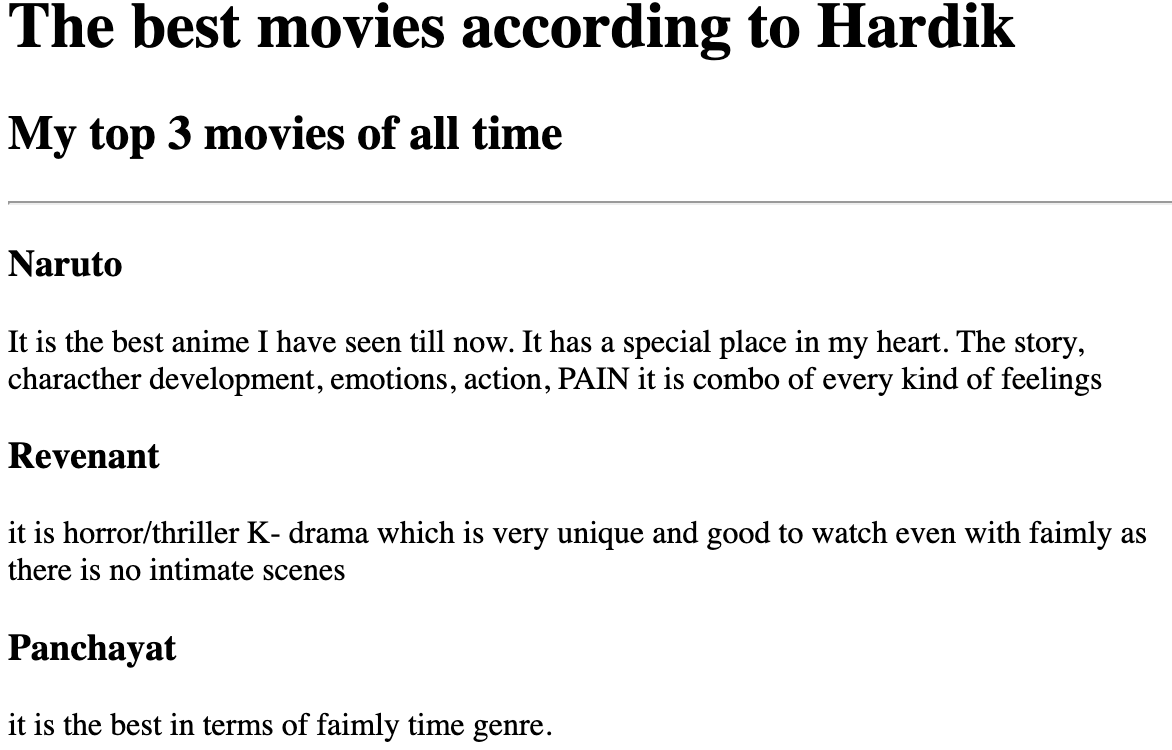 The best movies according to Hardik
My top 3 movies of all time
Naruto
It is the best anime I have seen till now. It has a special place in my heart. The story,
characther development, emotions, action, PAIN it is combo of every kind of feelings
Revenant
it is horror/thriller K- drama which is very unique and good to watch even with faimly as
there is no intimate scenes
Panchayat
it is the best in terms of faimly time genre.